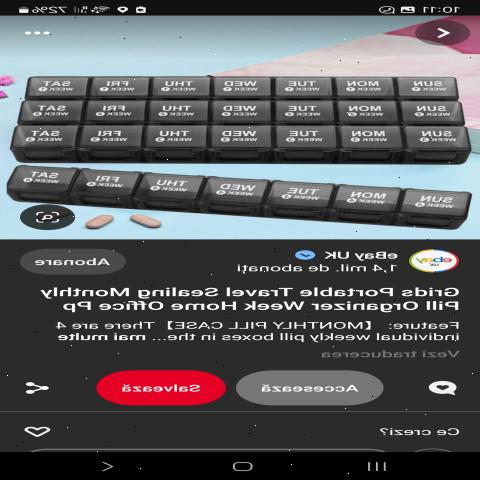 10:11
72%
SUN MON TUE WED THU FRI SAT
WEEK 1 WEEK 1 WEEK 1 WEEK 1 WEEK 1 WEEK 1 WEEK 1
SUN MON TUE WED THU FRI SAT
WEEK 2 WEEK 2 WEEK 2 WEEK 2 WEEK 2 WEEK 2 WEEK 2
SUN MON TUE WED THU FRI SAT
WEEK 3 WEEK 3 WEEK 3 WEEK 3 WEEK 3 WEEK 3 WEEK 3
SUN MON TUE WED THU FRI SAT
WEEK 4 WEEK 4 WEEK 4 WEEK 4 WEEK 4 WEEK 4 WEEK 4
ebay UK
eBay UK
1,4 mil. de abonați
Abonare
Grids Portable Travel Sealing Monthly
Pill Organizer Week Home Office Pp
Feature: 【MONTHLY PILL CASE】There are 4
individual weekly pill boxes in the... mai multe
Vezi traducerea
Accesează
Salvează
Ce crezi?